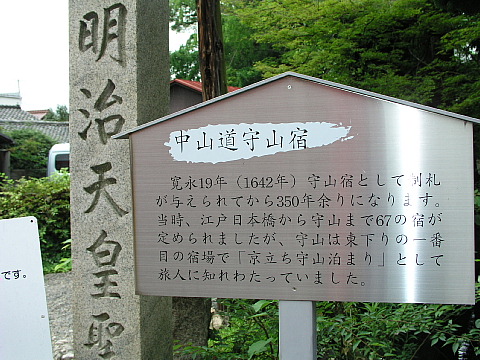 明治天皇聖
中山道守山宿
寛永19年（1642年）守山宿として制札
が与えられてから350年余りになります。
当時、江戸日本橋から守山まで67の宿が
定められましたが、守山は東下りの一番
目の宿場で「京立ち守山泊まり」として
旅人に知れわたっていました。
です。